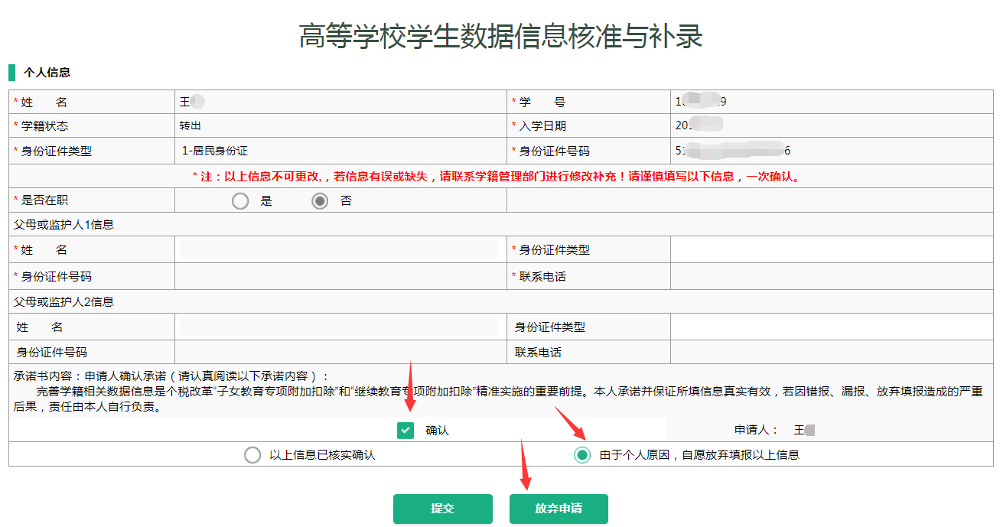 高等学校学生数据信息核准与补录
个人信息
* 姓 名 王 * 学 号 1 9
* 学籍状态 转出 * 入学日期 20
* 身份证件类型 1-居民身份证 * 身份证件号码 51 6
* 注：以上信息不可更改，，若信息有误或缺失，请联系学籍管理部门进行修改补充！请谨慎填写以下信息，一次确认。
* 是否在职 是 否
父母或监护人1信息
* 姓 名 * 身份证件类型
* 身份证件号码 * 联系电话
父母或监护人2信息
姓 名 身份证件类型
身份证件号码 联系电话
承诺书内容：申请人确认承诺（请认真阅读以下承诺内容）：
完善学籍相关数据信息是个税改革“子女教育专项附加扣除”和“继续教育专项附加扣除”精准实施的重要前提。本人承诺并保证所填信息真实有效，若因错报、漏报、放弃填报造成的严重
后果，责任由本人自行负责。
确认 申请人： 王
以上信息已核实确认 由于个人原因，自愿放弃填报以上信息
提交 放弃申请